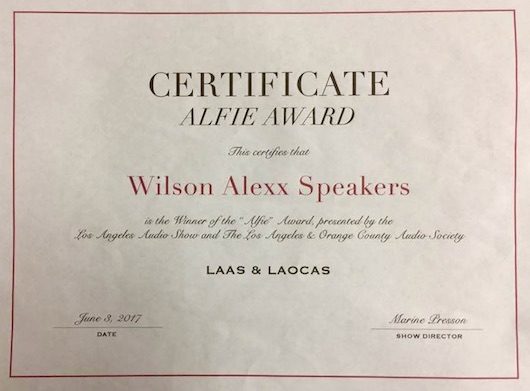 CERTIFICATE
ALFIE AWARD
This certifies that
Wilson Alexx Speakers
is the Winner of the "Alfie" Award, presented by the
Los Angeles Audio Show and The Los Angeles & Orange County Audio Society
LAAS & LAOCAS
June 3, 2017
DATE
Marine Presson
SHOW DIRECTOR